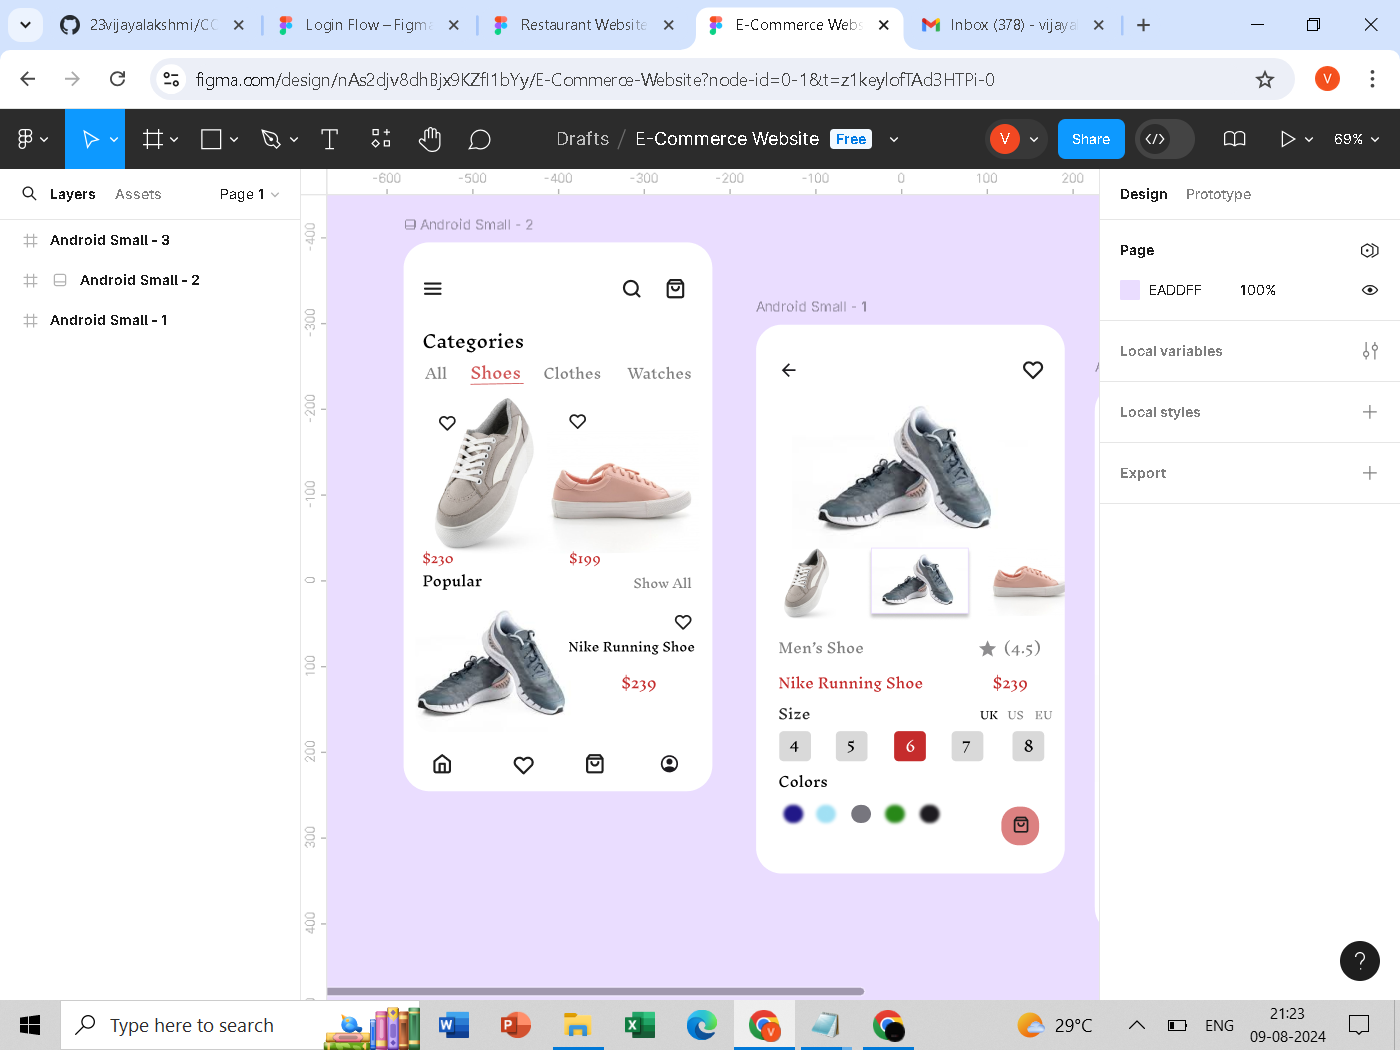 23vijayalakshmi/CC
Login Flow – Figma
Restaurant Website
E-Commerce Webs
Inbox (378) - vijaya
figma.com/design/nAs2djv8dhBjx9KZfI1bYy/E-Commerce-Website?node-id=0-1&t=z1keylofTAd3HTPi-0
V
Drafts / E-Commerce Website Free
V
Share
69%
Layers Assets Page 1
Android Small - 3
Android Small - 2
Android Small - 1
-600 -500 -400 -300 -200 -100 0 100 200
-400
-300
-200
-100
0
100
200
300
400
Android Small - 2
Categories
All Shoes Clothes Watches
$230 $199
Popular Show All
Nike Running Shoe
$239
Android Small - 1
Men's Shoe (4.5)
Nike Running Shoe $239
Size UK US EU
4 5 6 7 8
Colors
Design Prototype
Page
EADDFF 100%
Local variables
Local styles
Export
?
Type here to search
29°C
ENG
21:23
09-08-2024